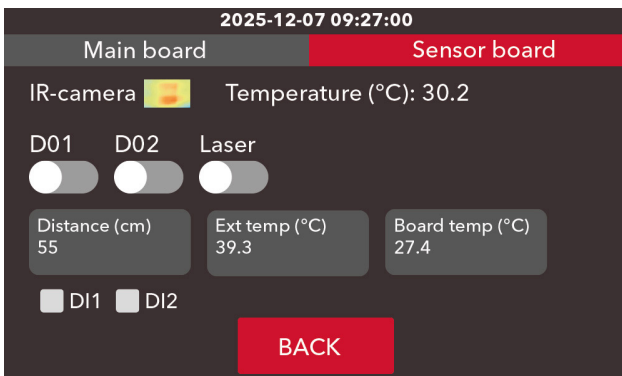 2025-12-07 09:27:00
Main board Sensor board
IR-camera Temperature (°C): 30.2
D01 D02 Laser
Distance (cm) Ext temp (°C) Board temp (°C)
55 39.3 27.4
DI1 DI2
BACK